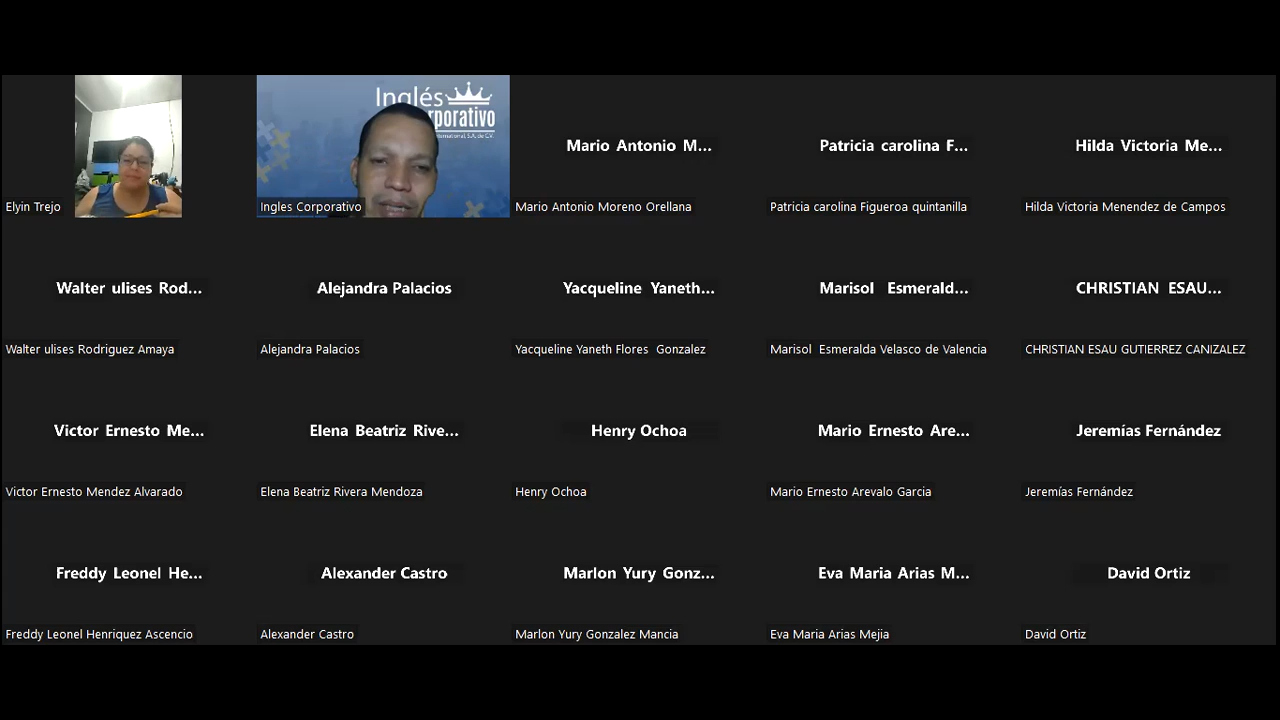 Inglés
rporativo
International, S.A. de C.V.
Mario Antonio M...
Patricia carolina F...
Hilda Victoria Me...
Elyin Trejo
Ingles Corporativo
Mario Antonio Moreno Orellana
Patricia carolina Figueroa quintanilla
Hilda Victoria Menendez de Campos
Walter ulises Rod...
Alejandra Palacios
Yacqueline Yaneth...
Marisol Esmerald...
CHRISTIAN ESAU...
Walter ulises Rodriguez Amaya
Alejandra Palacios
Yacqueline Yaneth Flores Gonzalez
Marisol Esmeralda Velasco de Valencia
CHRISTIAN ESAU GUTIERREZ CANIZALEZ
Victor Ernesto Me...
Elena Beatriz Rive...
Henry Ochoa
Mario Ernesto Are...
Jeremías Fernández
Victor Ernesto Mendez Alvarado
Elena Beatriz Rivera Mendoza
Henry Ochoa
Mario Ernesto Arevalo Garcia
Jeremías Fernández
Freddy Leonel He...
Alexander Castro
Marlon Yury Gonz...
Eva Maria Arias M...
David Ortiz
Freddy Leonel Henriquez Ascencio
Alexander Castro
Marlon Yury Gonzalez Mancia
Eva Maria Arias Mejia
David Ortiz